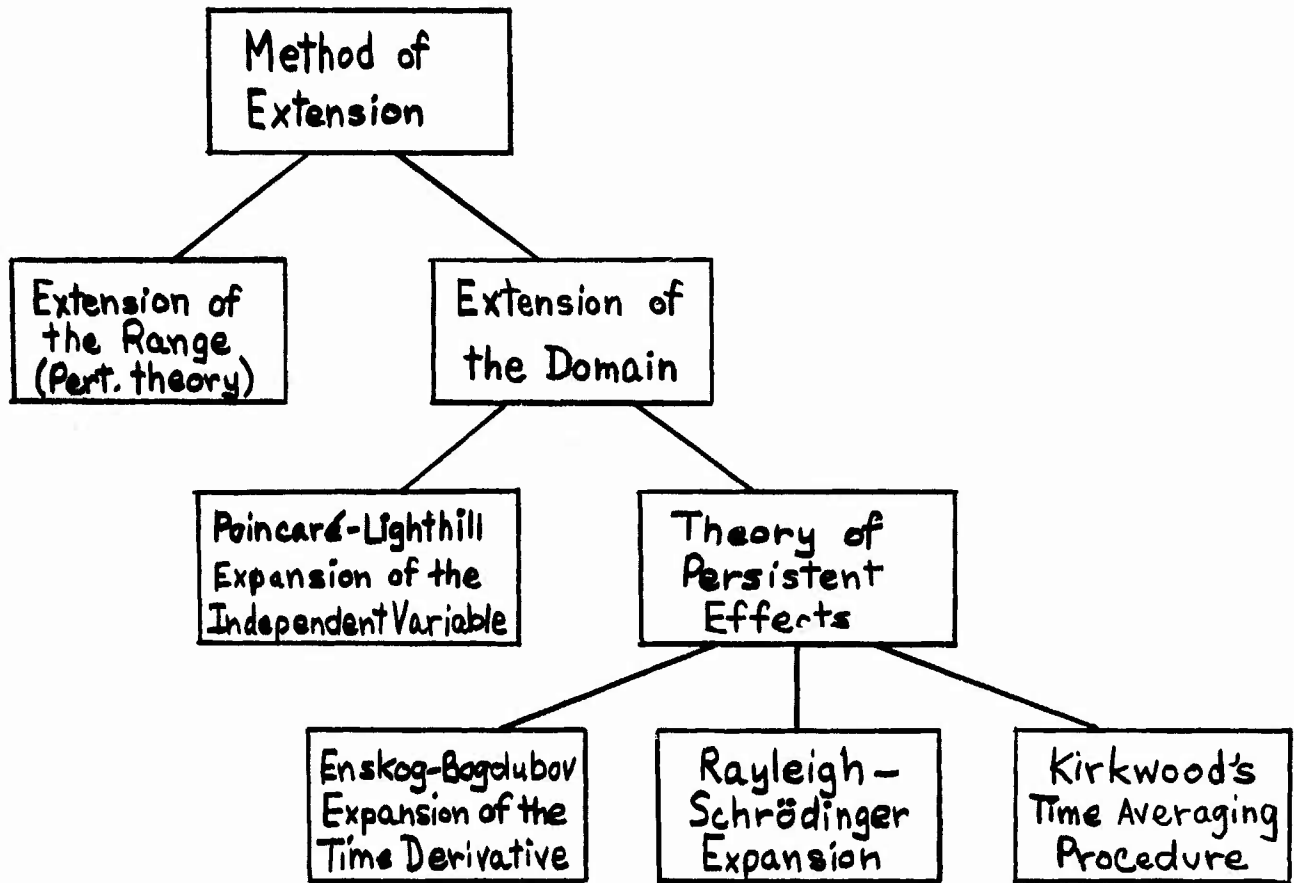 Method of
Extension
Extension of
the Range
(Pert. theory)
Extension of
the Domain
Poincaré-Lighthill
Expansion of the
Independent Variable
Theory of
Persistent
Effects
Enskog-Bogolubov
Expansion of the
Time Derivative
Rayleigh-
Schrödinger
Expansion
Kirkwood's
Time Averaging
Procedure